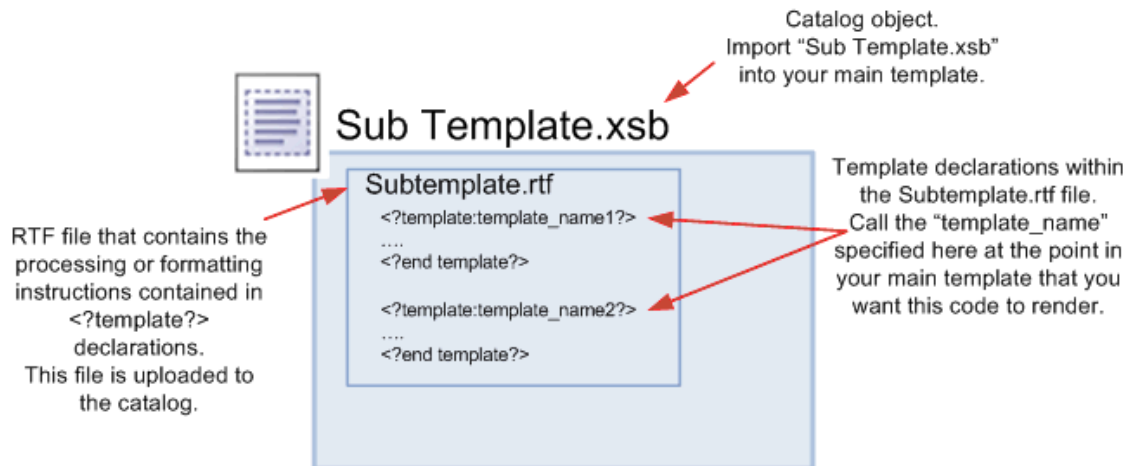 Catalog object.
Import “Sub Template.xsb”
into your main template.
Sub Template.xsb
Subtemplate.rtf
<?template:template_name1?>
....
<?end template?>
<?template:template_name2?>
....
<?end template?>
RTF file that contains the
processing or formatting
instructions contained in
<?template?>
declarations.
This file is uploaded to
the catalog.
Template declarations within
the Subtemplate.rtf file.
Call the “template_name”
specified here at the point in
your main template that you
want this code to render.